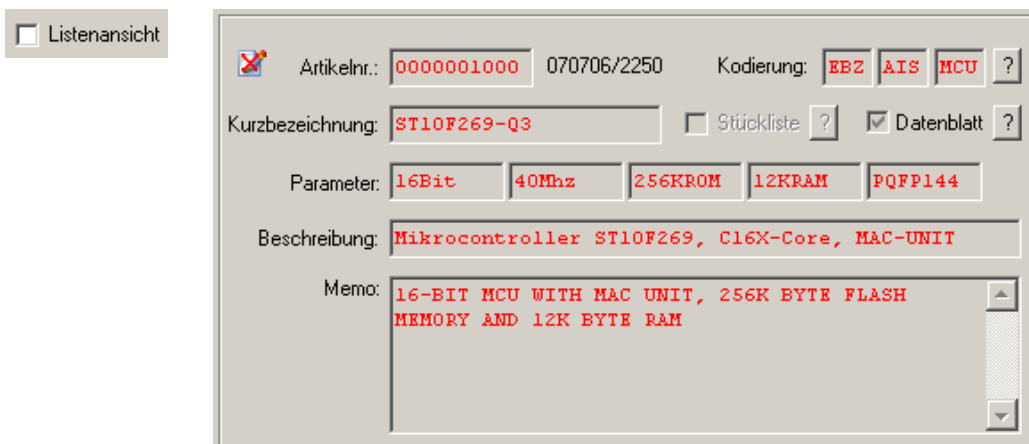 Listenansicht
Artikelnr.: 0000001000 070706/2250 Kodierung: EBZ AIS MCU ?
Kurzbezeichnung: ST10F269-Q3 Stückliste ? Datenblatt ?
Parameter: 16Bit 40Mhz 256KROM 12KRAM PQFP144
Beschreibung: Mikrocontroller ST10F269, C16X-Core, MAC-UNIT
Memo: 16-BIT MCU WITH MAC UNIT, 256K BYTE FLASH
MEMORY AND 12K BYTE RAM